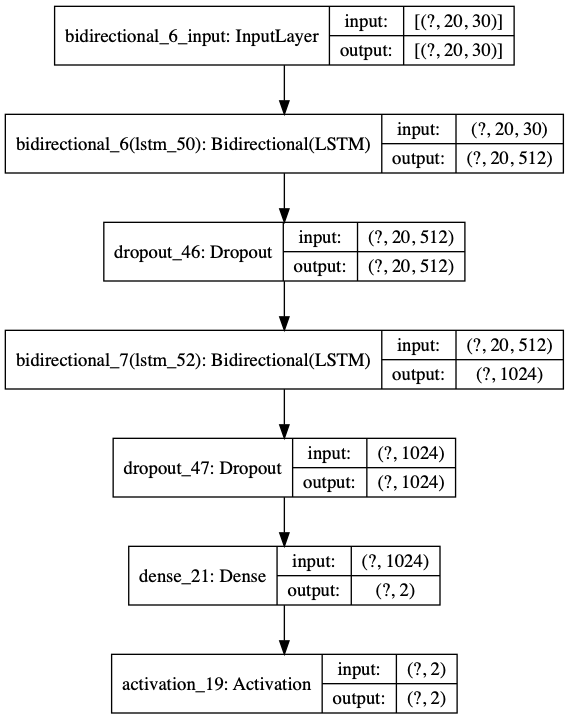 bidirectional_6_input: InputLayer
input:
[(?, 20, 30)]
output:
[(?, 20, 30)]
bidirectional_6(lstm_50): Bidirectional(LSTM)
input:
(?, 20, 30)
output:
(?, 20, 512)
dropout_46: Dropout
input:
(?, 20, 512)
output:
(?, 20, 512)
bidirectional_7(lstm_52): Bidirectional(LSTM)
input:
(?, 20, 512)
output:
(?, 1024)
dropout_47: Dropout
input:
(?, 1024)
output:
(?, 1024)
dense_21: Dense
input:
(?, 1024)
output:
(?, 2)
activation_19: Activation
input:
(?, 2)
output:
(?, 2)